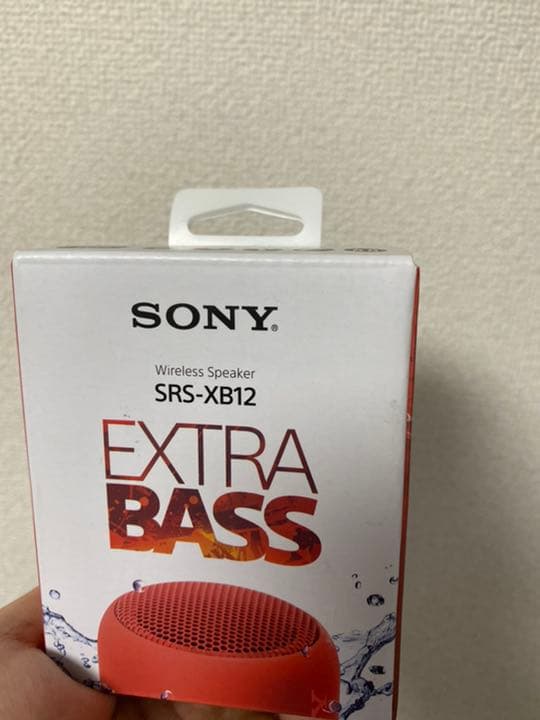 SONY®
Wireless Speaker
SRS-XB12
EXTRA
BASS